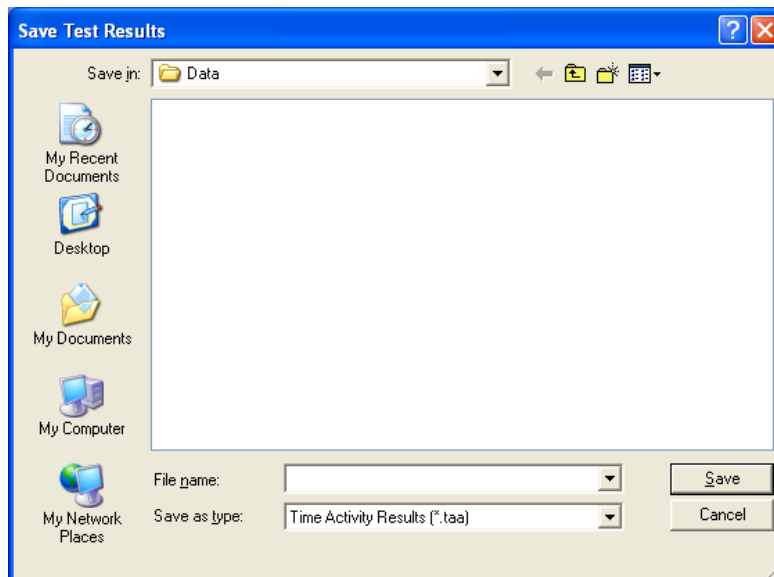 Save Test Results
Save in:
Data
My Recent
Documents
Desktop
My Documents
My Computer
My Network
Places
File name:
Save
Save as type:
Time Activity Results (*.taa)
Cancel